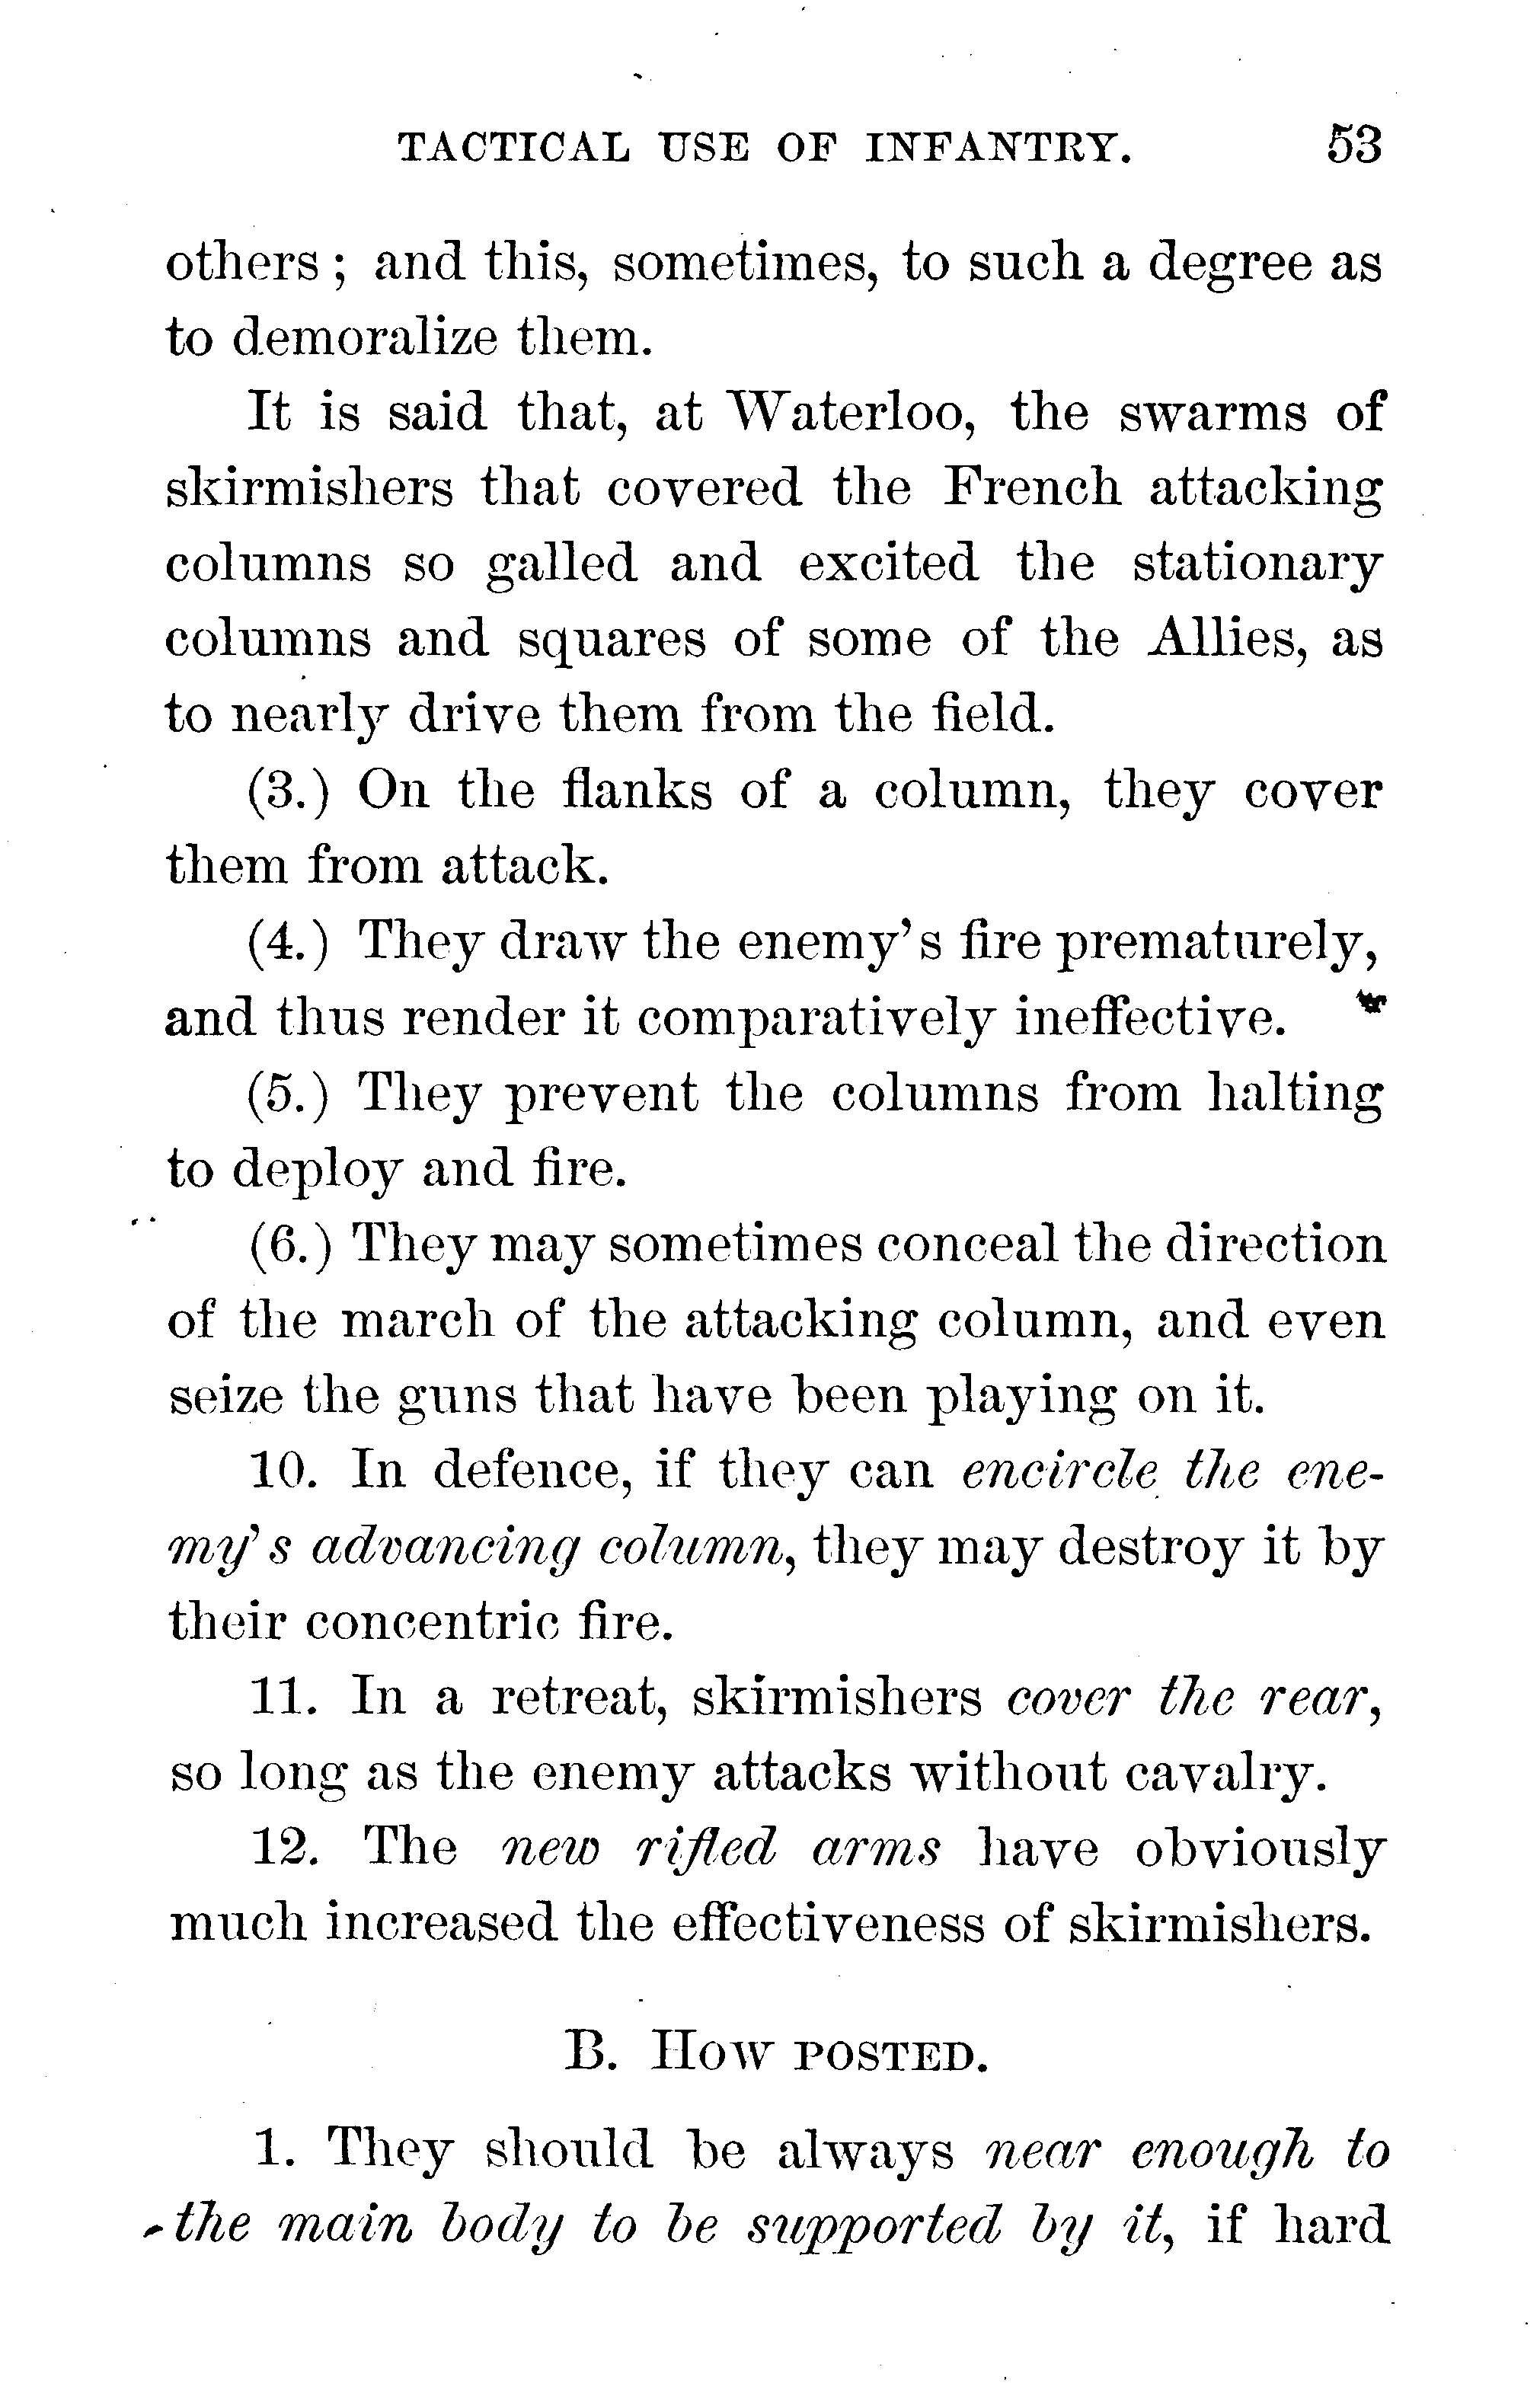 TACTICAL USE OF INFANTRY. 53
others ; and this, sometimes, to such a degree as
to demoralize them.
It is said that, at Waterloo, the swarms of
skirmishers that covered the French attacking
columns so galled and excited the stationary
columns and squares of some of the Allies, as
to nearly drive them from the field.
(3.) On the flanks of a column, they cover
them from attack.
(4.) They draw the enemy's fire prematurely,
and thus render it comparatively ineffective.
(5.) They prevent the columns from halting
to deploy and fire.
(6.) They may sometimes conceal the direction
of the march of the attacking column, and even
seize the guns that have been playing on it.
10. In defence, if they can encircle the ene-
my's advancing column, they may destroy it by
their concentric fire.
11. In a retreat, skirmishers cover the rear,
so long as the enemy attacks without cavalry.
12. The new rifled arms have obviously
much increased the effectiveness of skirmishers.
B. How posted.
1. They should be always near enough to
the main body to be supported by it, if hard